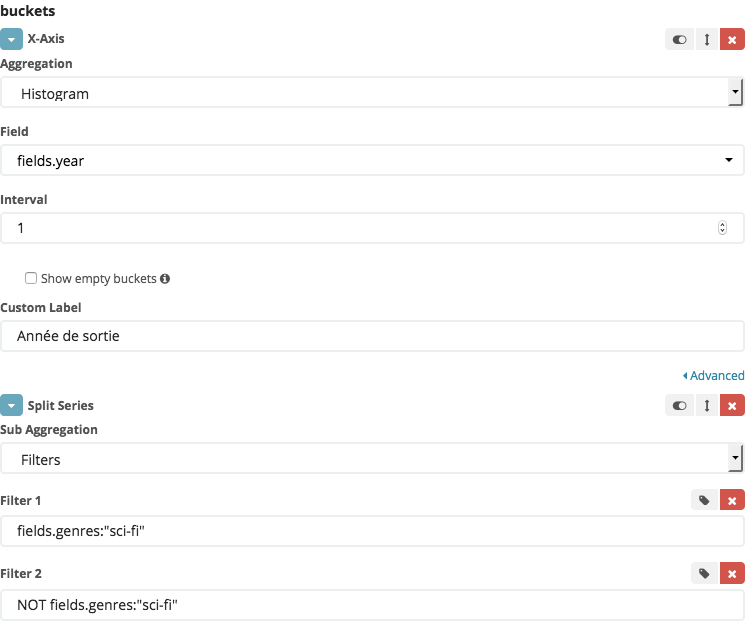 buckets
X-Axis
Aggregation
Histogram
Field
fields.year
Interval
1
Show empty buckets
Custom Label
Année de sortie
Advanced
Split Series
Sub Aggregation
Filters
Filter 1
fields.genres:"sci-fi"
Filter 2
NOT fields.genres:"sci-fi"